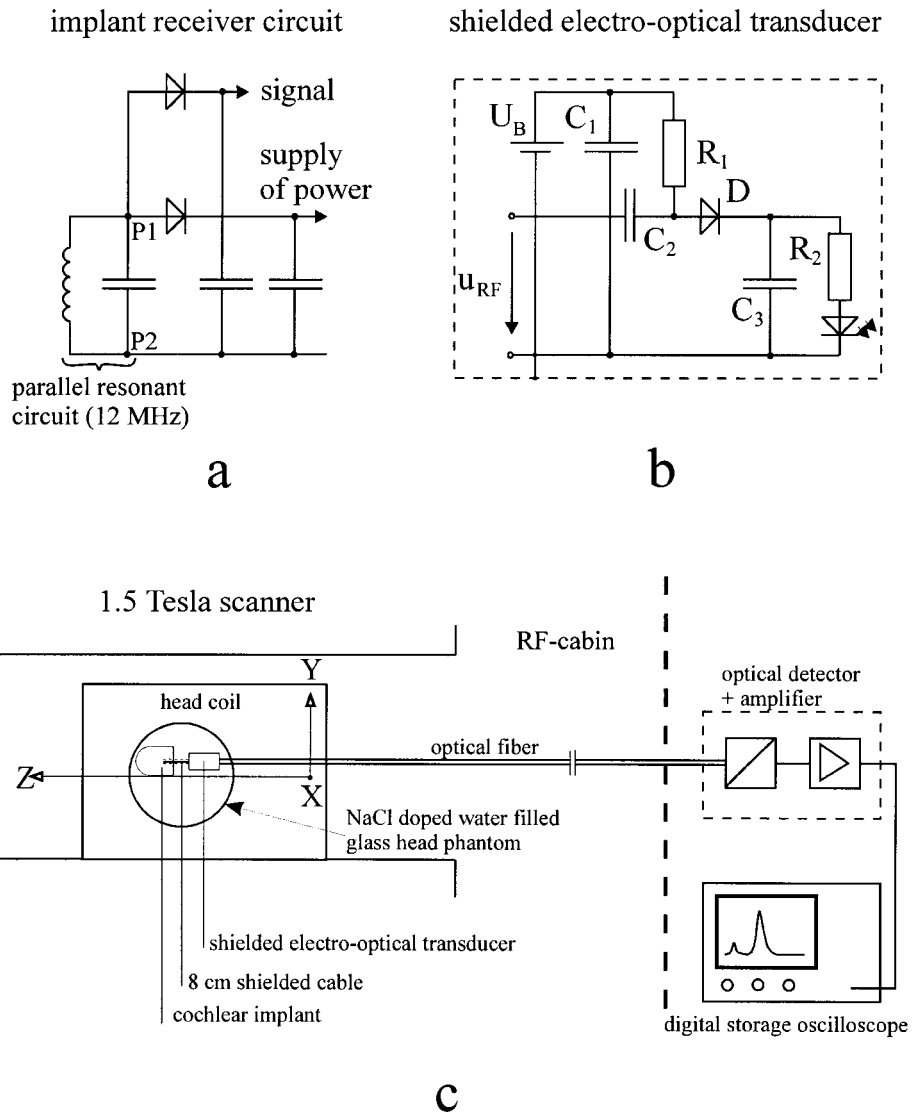 implant receiver circuit
signal
supply
of power
P1
P2
parallel resonant
circuit (12 MHz)
a
shielded electro-optical transducer
U_B
C_1
R_1
D
C_2
R_2
u_RF
C_3
b
1.5 Tesla scanner
RF-cabin
Y
head coil
optical fiber
optical detector
+ amplifier
Z
X
NaCl doped water filled
glass head phantom
shielded electro-optical transducer
8 cm shielded cable
cochlear implant
digital storage oscilloscope
c